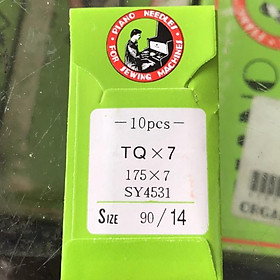 PIANO NEEDLES
FOR SEWING MACHINES
—10pcs—
TQ×7
175×7
SY4531
SIZE 90/14